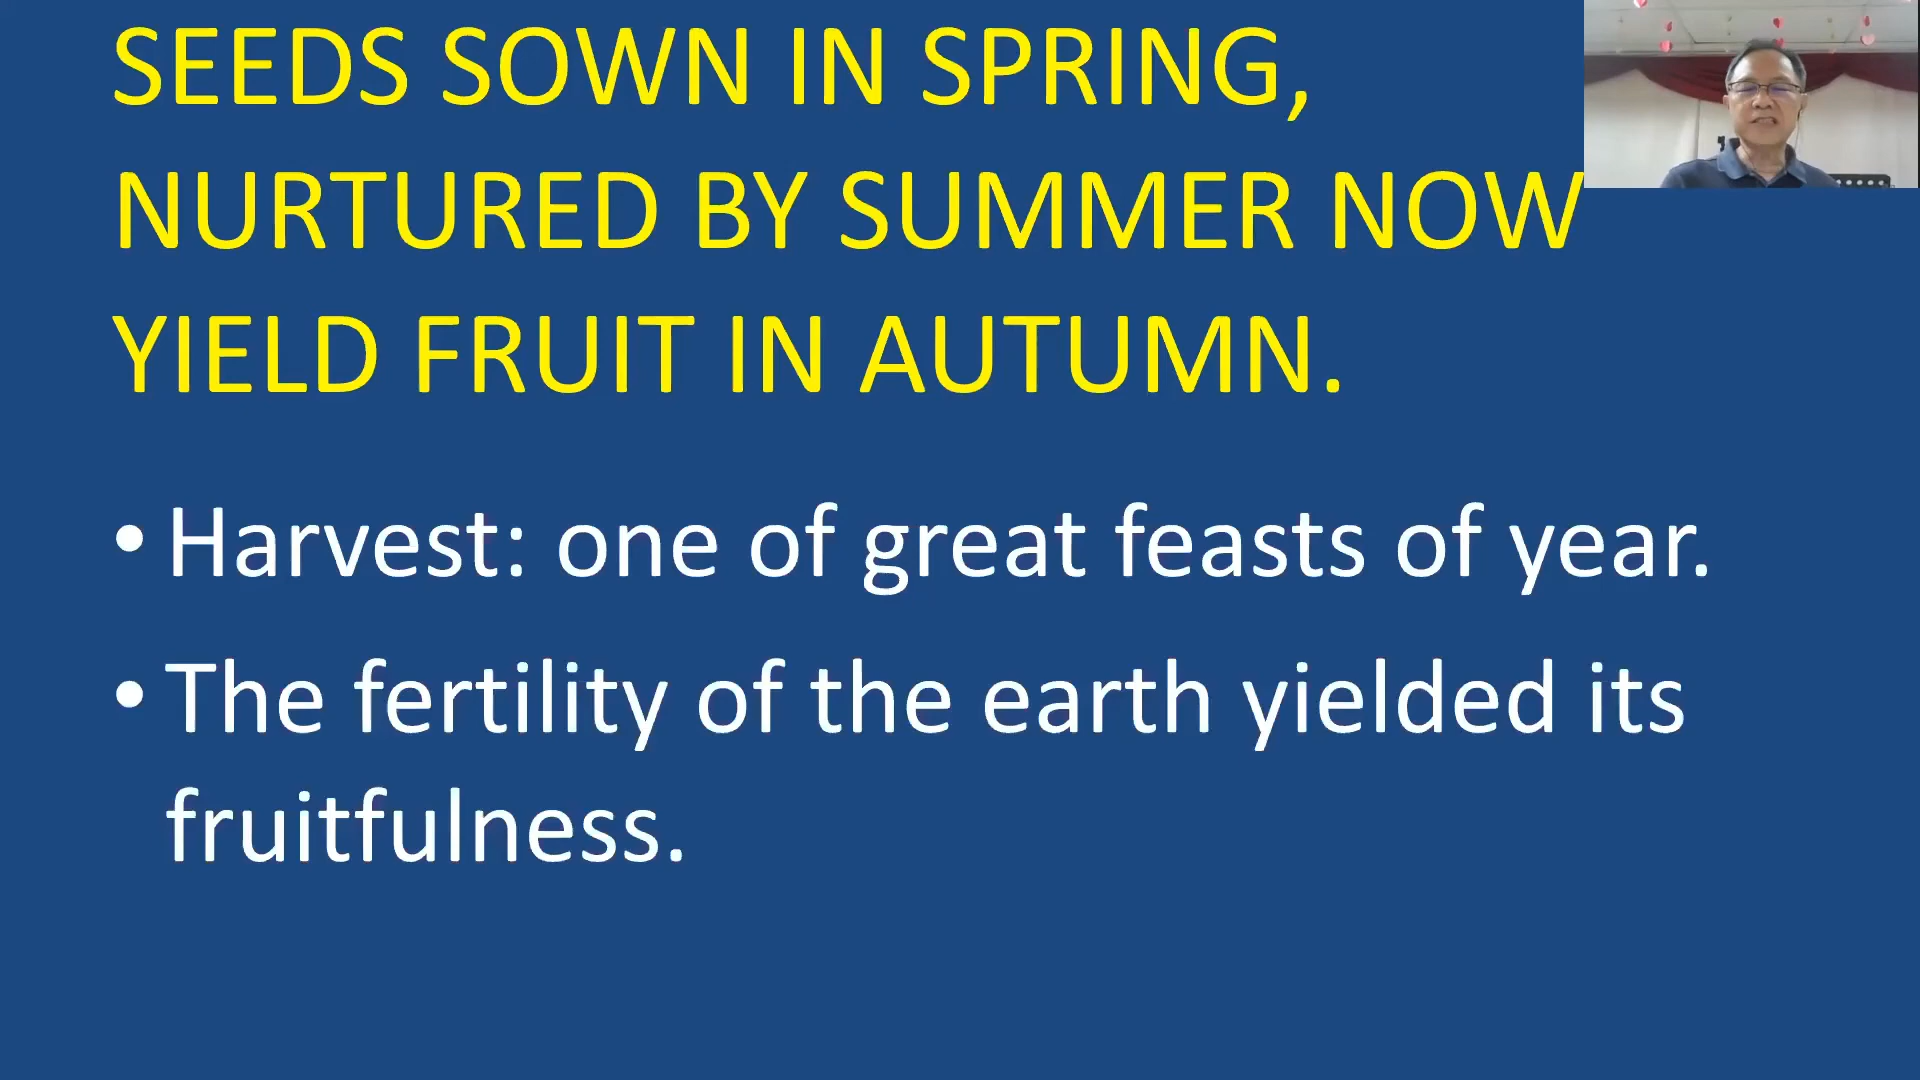 SEEDS SOWN IN SPRING,
NURTURED BY SUMMER NOW
YIELD FRUIT IN AUTUMN.
• Harvest: one of great feasts of year.
• The fertility of the earth yielded its
fruitfulness.